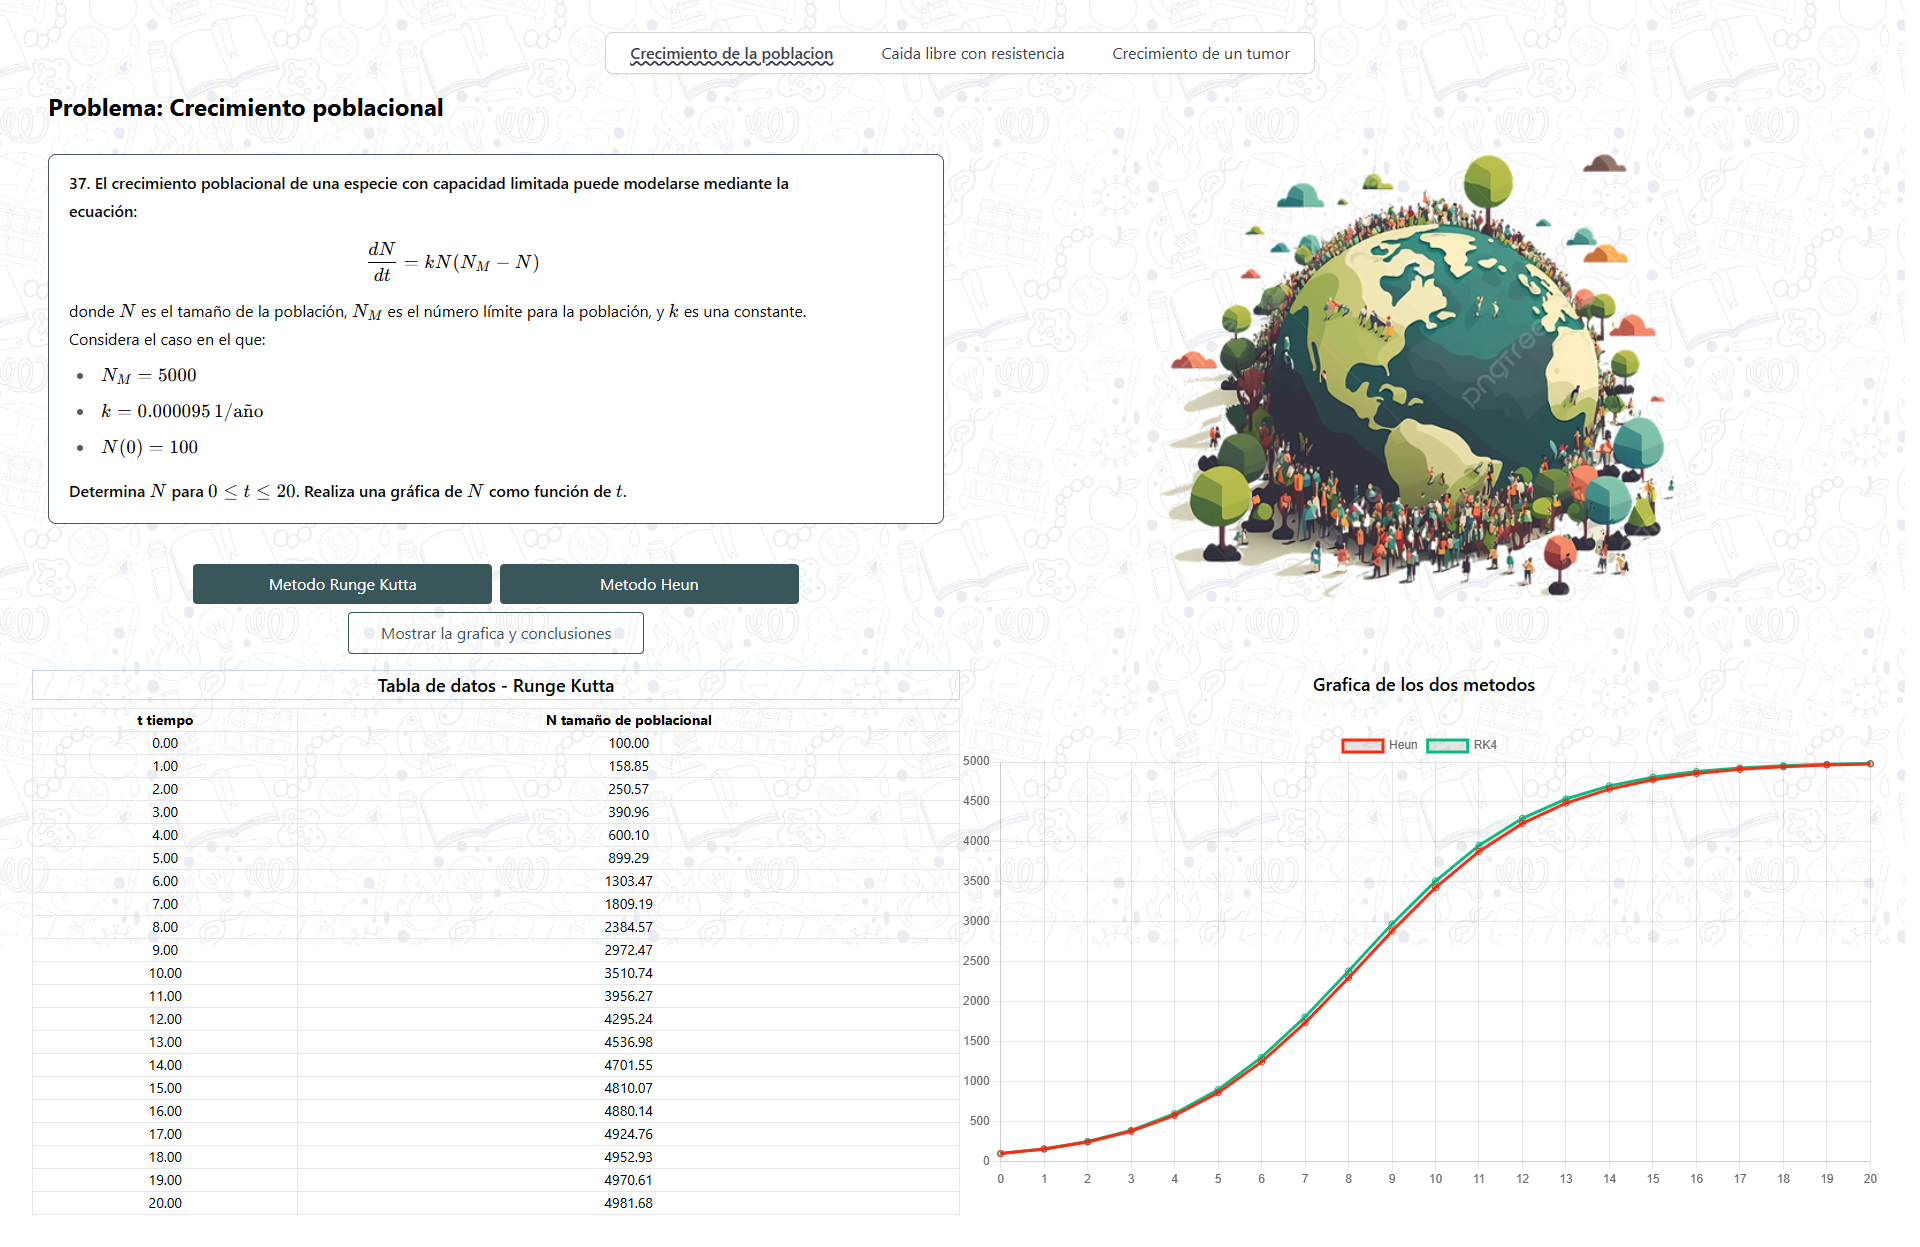 Crecimiento de la poblacion Caida libre con resistencia Crecimiento de un tumor
Problema: Crecimiento poblacional
37. El crecimiento poblacional de una especie con capacidad limitada puede modelarse mediante la
ecuación:
dN/dt = kN(N_M − N)
donde N es el tamaño de la población, N_M es el número límite para la población, y k es una constante.
Considera el caso en el que:
• N_M = 5000
• k = 0.000095 1/año
• N(0) = 100
Determina N para 0 ≤ t ≤ 20. Realiza una gráfica de N como función de t.
pngtree
Metodo Runge Kutta Metodo Heun
Mostrar la grafica y conclusiones
Tabla de datos - Runge Kutta
t tiempo N tamaño de poblacional
0.00 100.00
1.00 158.85
2.00 250.57
3.00 390.96
4.00 600.10
5.00 899.29
6.00 1303.47
7.00 1809.19
8.00 2384.57
9.00 2972.47
10.00 3510.74
11.00 3956.27
12.00 4295.24
13.00 4536.98
14.00 4701.55
15.00 4810.07
16.00 4880.14
17.00 4924.76
18.00 4952.93
19.00 4970.61
20.00 4981.68
Grafica de los dos metodos
Heun RK4
5000
4500
4000
3500
3000
2500
2000
1500
1000
500
0
0 1 2 3 4 5 6 7 8 9 10 11 12 13 14 15 16 17 18 19 20